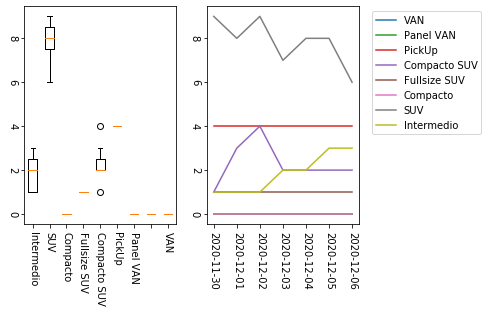 8
6
4
2
0
Intermedio
SUV
Compacto
Fullsize SUV
Compacto SUV
PickUp
Panel VAN
VAN
8
6
4
2
0
2020-11-30
2020-12-01
2020-12-02
2020-12-03
2020-12-04
2020-12-05
2020-12-06
VAN
Panel VAN
PickUp
Compacto SUV
Fullsize SUV
Compacto
SUV
Intermedio